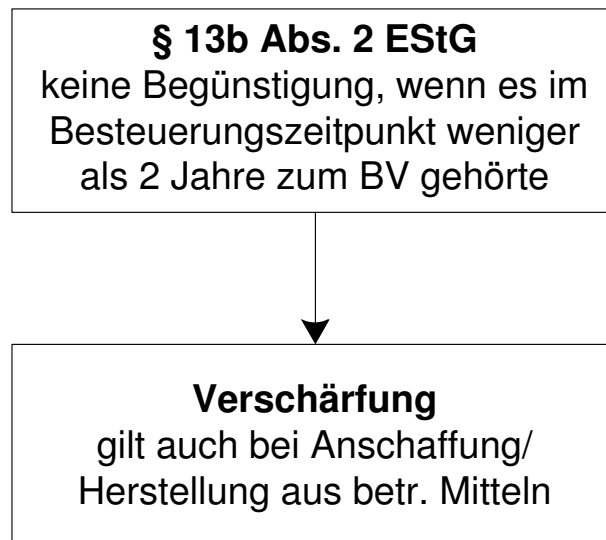 § 13b Abs. 2 EStG
keine Begünstigung, wenn es im
Besteuerungszeitpunkt weniger
als 2 Jahre zum BV gehörte
Verschärfung
gilt auch bei Anschaffung/
Herstellung aus betr. Mitteln